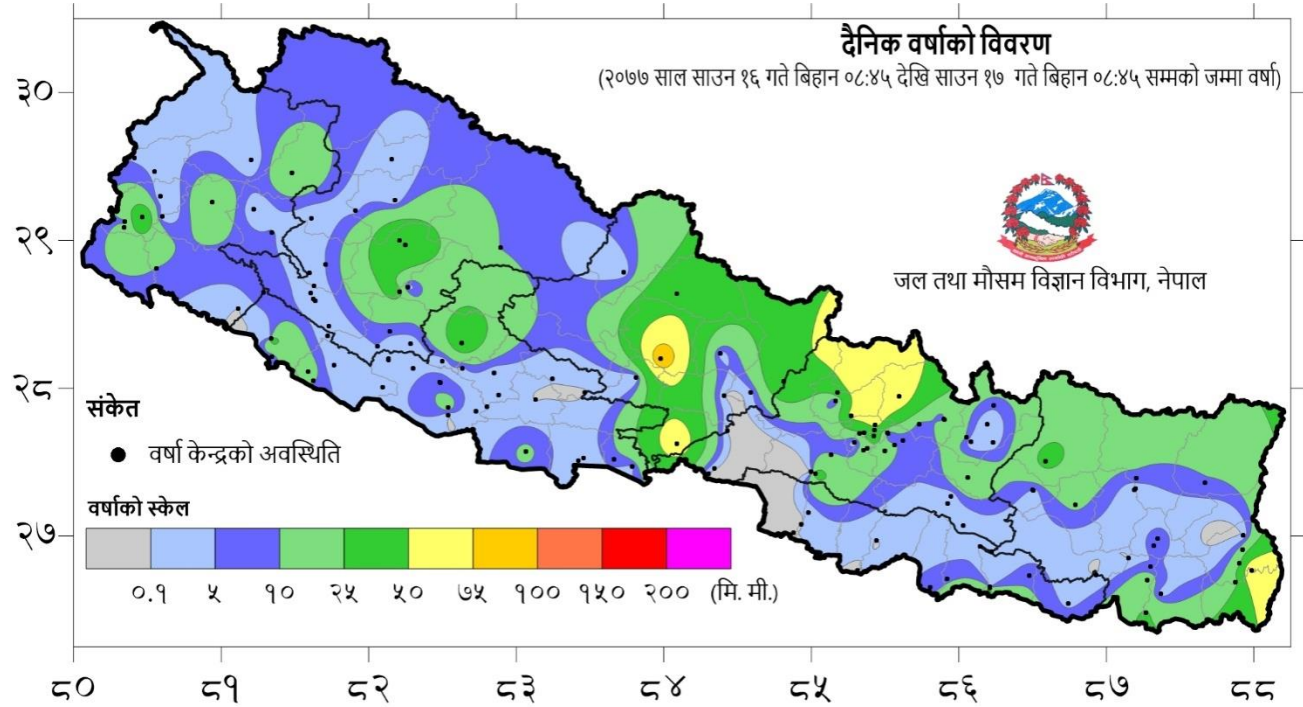 दैनिक वर्षाको विवरण
(२०७७ साल साउन १६ गते बिहान ०८:४५ देखि साउन १७ गते बिहान ०८:४५ सम्मको जम्मा वर्षा)
जल तथा मौसम विज्ञान विभाग, नेपाल
३०
२९
२८
२७
संकेत
वर्षा केन्द्रको अवस्थिति
वर्षाको स्केल
०.१ ५ १० २५ ५० ७५ १०० १५० २०० (मि. मी.)
८० ८१ ८२ ८३ ८४ ८५ ८६ ८७ ८८